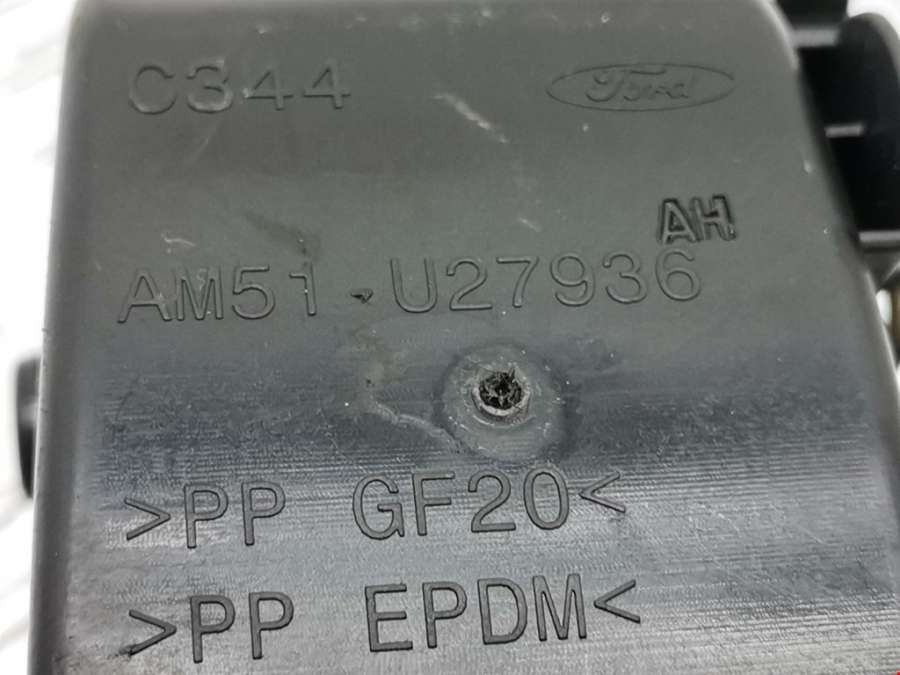 C344 Ford
AH
AM51-U27936
>PP GF20<
>PP EPDM<